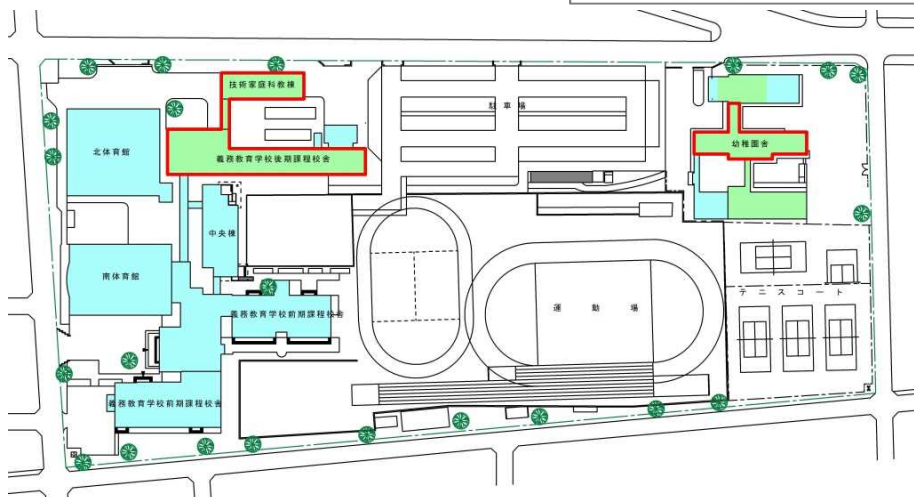 技術家庭科教棟
駐車場
幼稚園舎
北体育館
義務教育学校後期課程校舎
中央棟
南体育館
義務教育学校前期課程校舎
運動場
テニスコート
義務教育学校前期課程校舎